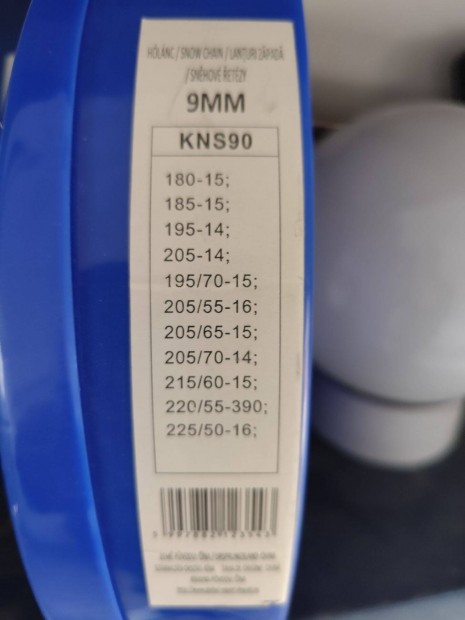 HÓLÁNC / SNOW CHAIN / LANȚURI ZĂPADĂ
/ SNĚHOVÉ ŘETĚZY
9MM
KNS90
180-15;
185-15;
195-14;
205-14;
195/70-15;
205/55-16;
205/65-15;
205/70-14;
215/60-15;
220/55-390;
225/50-16;